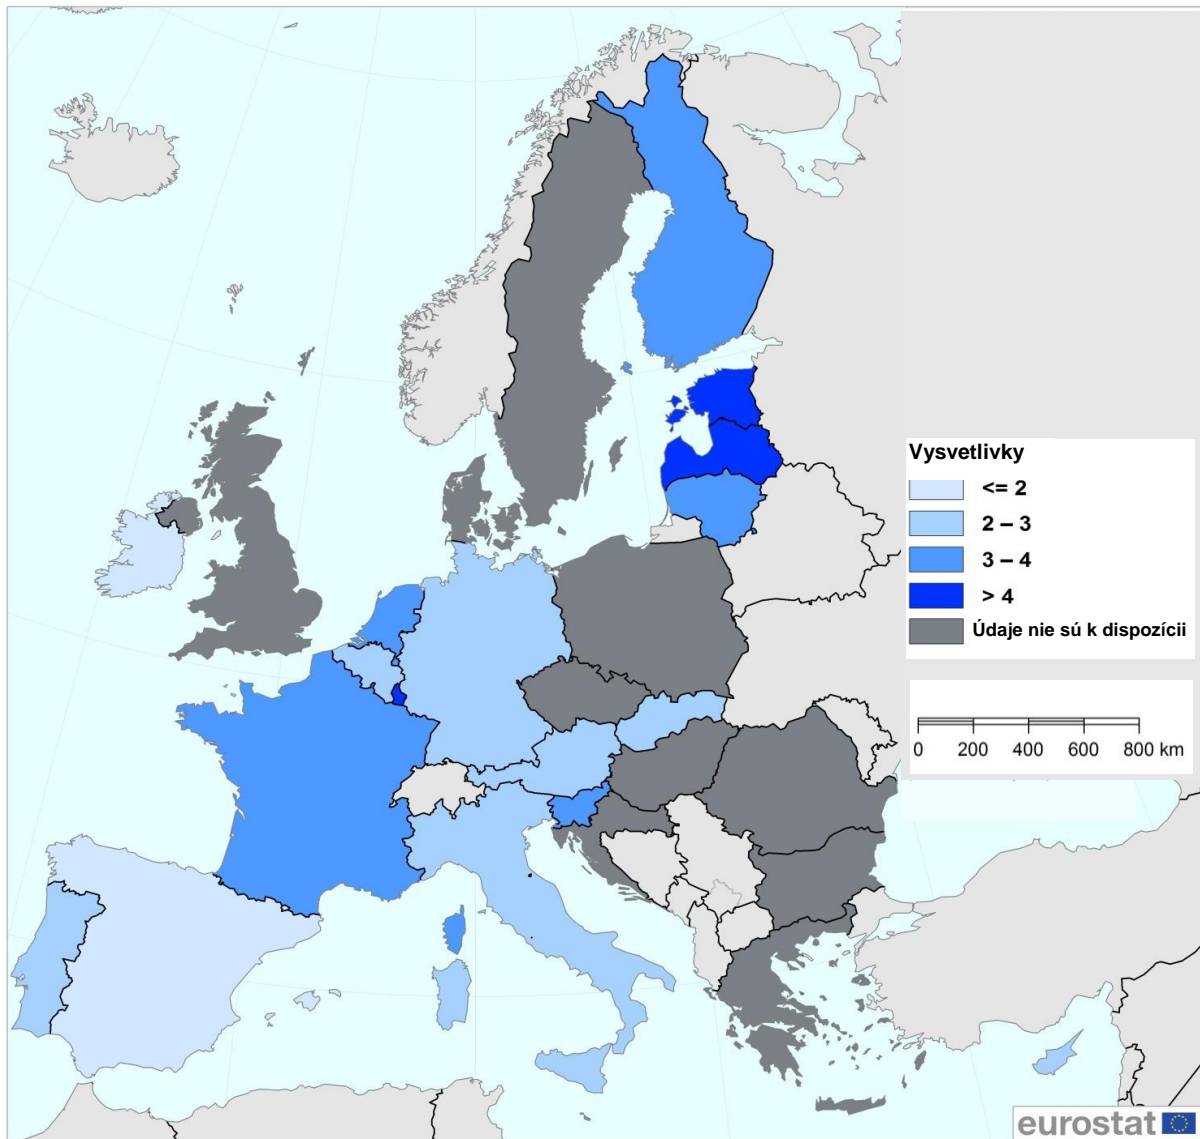 Vysvetlivky
<= 2
2 – 3
3 – 4
> 4
Údaje nie sú k dispozícii
0 200 400 600 800 km
eurostat